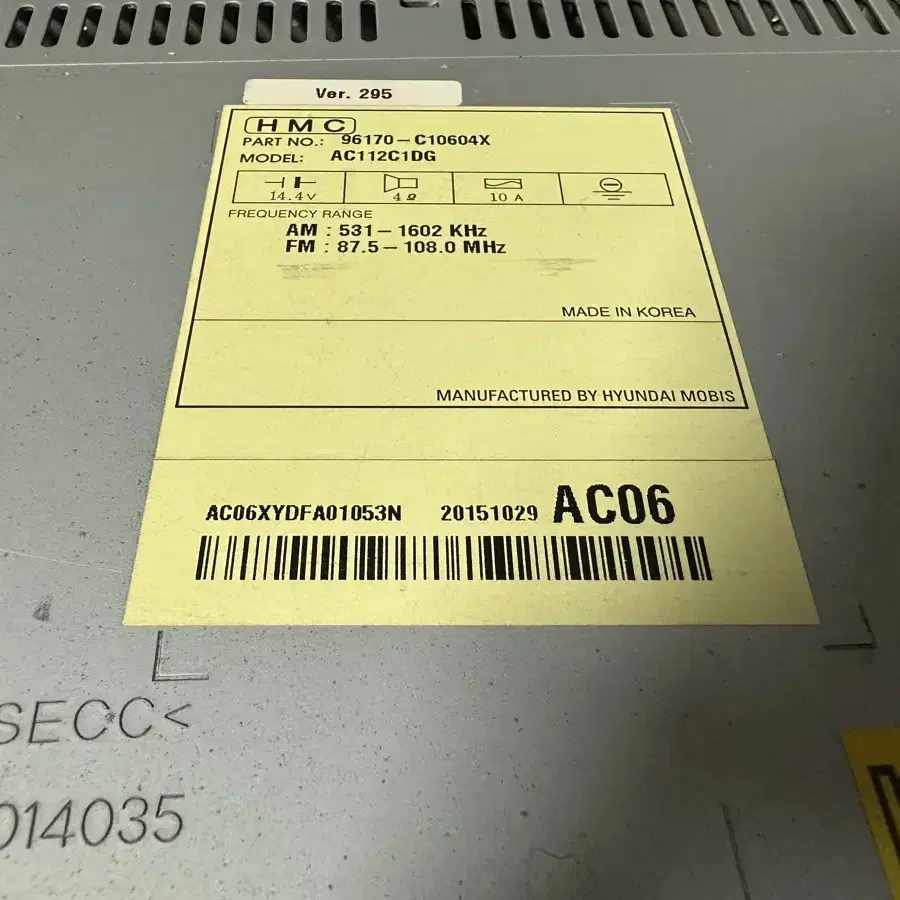 Ver. 295
HMC
PART NO.: 96170-C10604X
MODEL: AC112C1DG
14.4V 4Ω 10 A
FREQUENCY RANGE
AM : 531-1602 KHz
FM : 87.5-108.0 MHz
MADE IN KOREA
MANUFACTURED BY HYUNDAI MOBIS
AC06XYDFA01053N 20151029 AC06
SECC<
014035